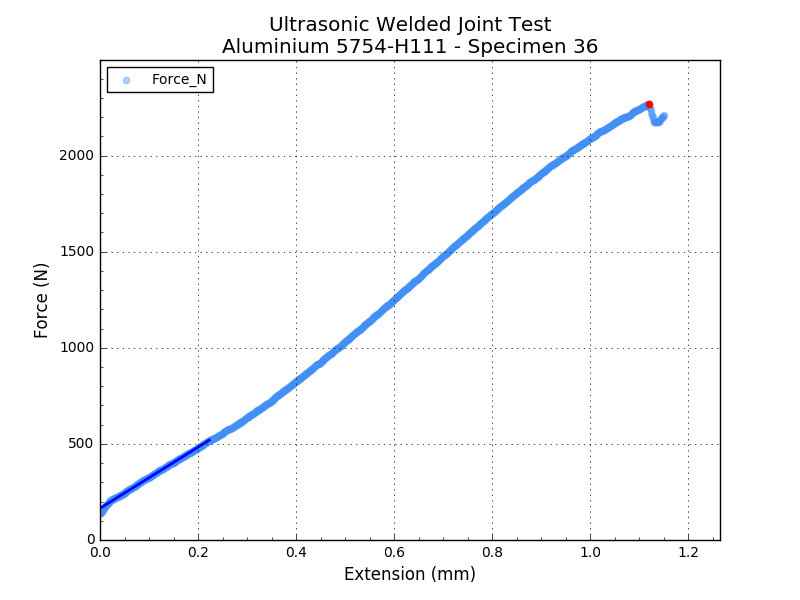 Ultrasonic Welded Joint Test
Aluminium 5754-H111 - Specimen 36
Force_N
Force (N)
2000
1500
1000
500
0
0.0 0.2 0.4 0.6 0.8 1.0 1.2
Extension (mm)